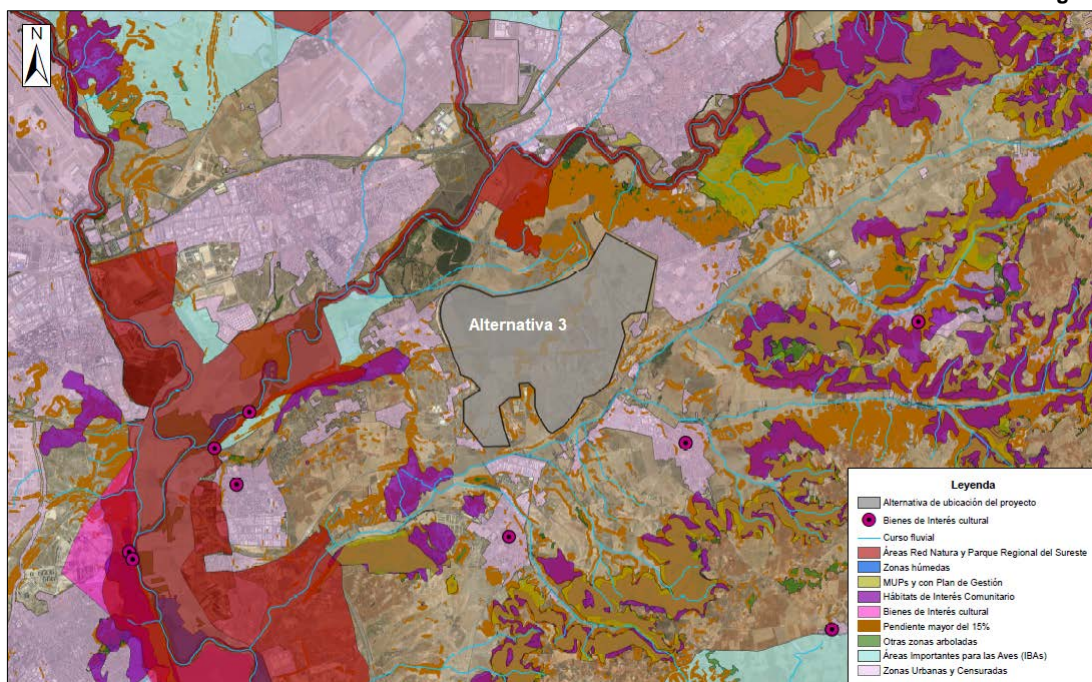 N
Alternativa 3
Leyenda
Alternativa de ubicación del proyecto
Bienes de Interés cultural
Curso fluvial
Áreas Red Natura y Parque Regional del Sureste
Zonas húmedas
MUPs y con Plan de Gestión
Hábitats de Interés Comunitario
Bienes de Interés cultural
Pendiente mayor del 15%
Otras zonas arboladas
Áreas Importantes para las Aves (IBAs)
Zonas Urbanas y Censuradas